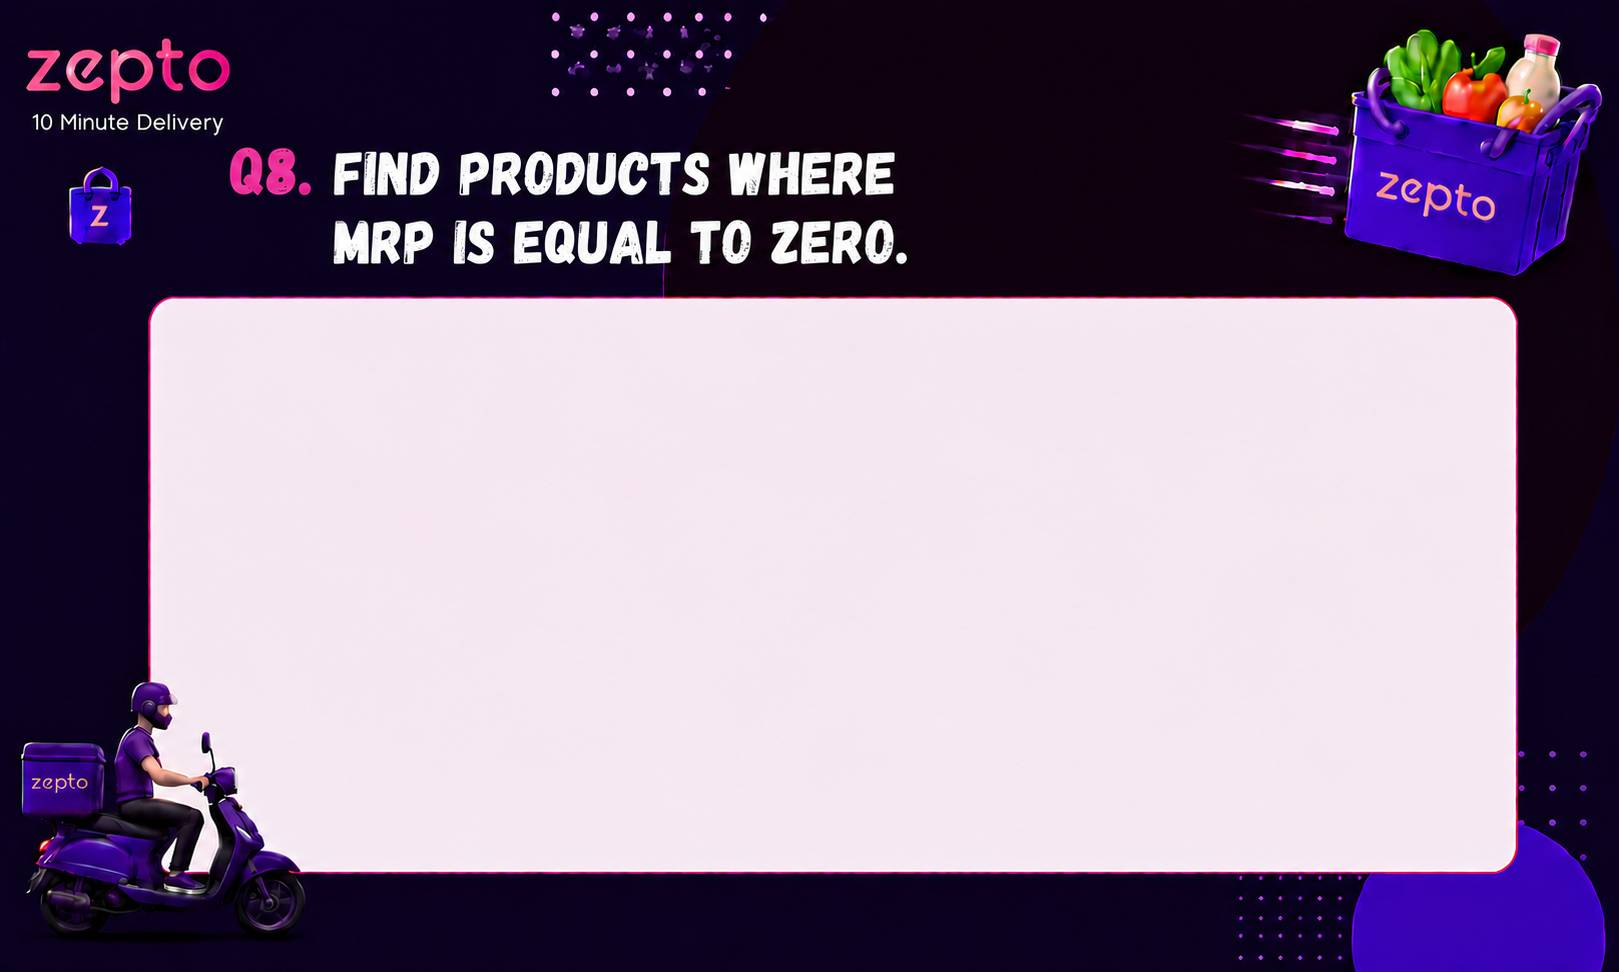 zepto
10 Minute Delivery
Z
Q8. FIND PRODUCTS WHERE
MRP IS EQUAL TO ZERO.
zepto
zepto